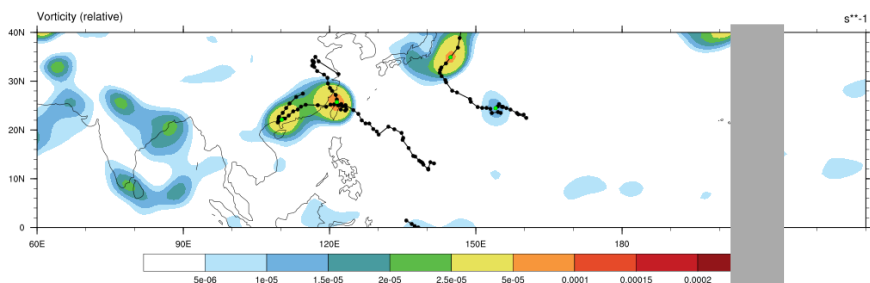 Vorticity (relative)
s**-1
40N
30N
20N
10N
0
60E
90E
120E
150E
180
5e-06
1e-05
1.5e-05
2e-05
2.5e-05
5e-05
0.0001
0.00015
0.0002